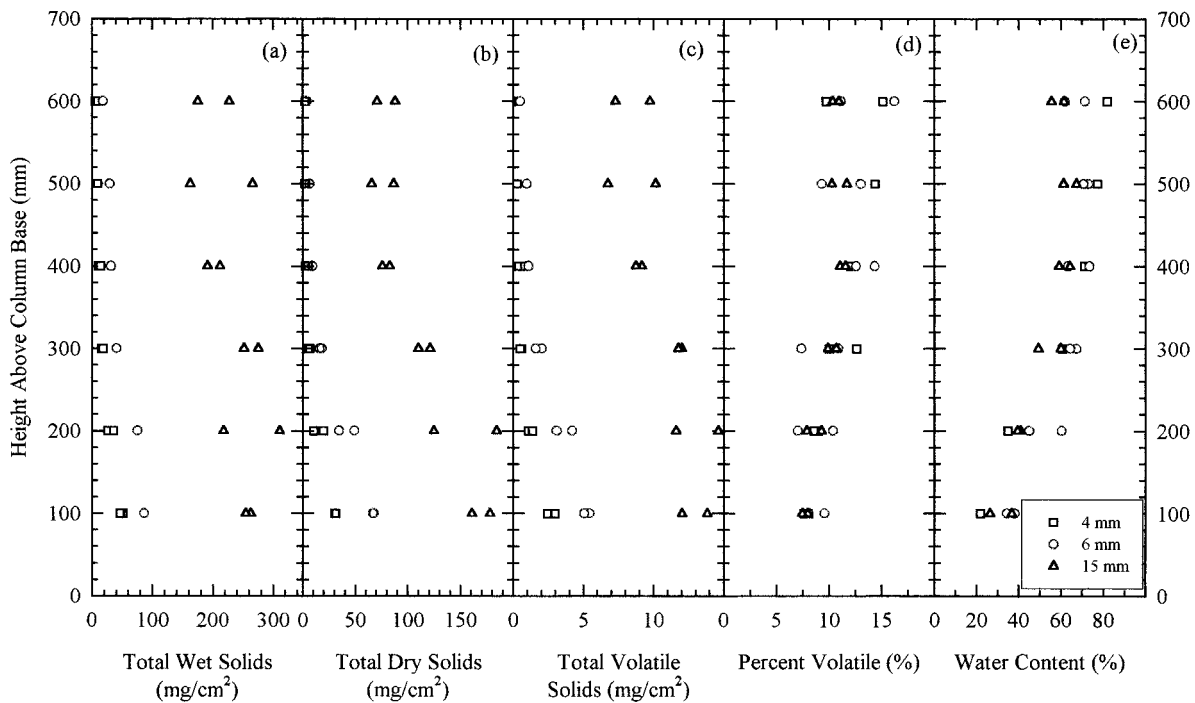 700
600
500
400
300
200
100
0
Height Above Column Base (mm)
(a)
(b)
(c)
(d)
(e)
700
600
500
400
300
200
100
0
4 mm
6 mm
15 mm
0 100 200 300
0 50 100 150
0 5 10
0 5 10 15
0 20 40 60 80
Total Wet Solids
(mg/cm²)
Total Dry Solids
(mg/cm²)
Total Volatile
Solids (mg/cm²)
Percent Volatile (%)
Water Content (%)